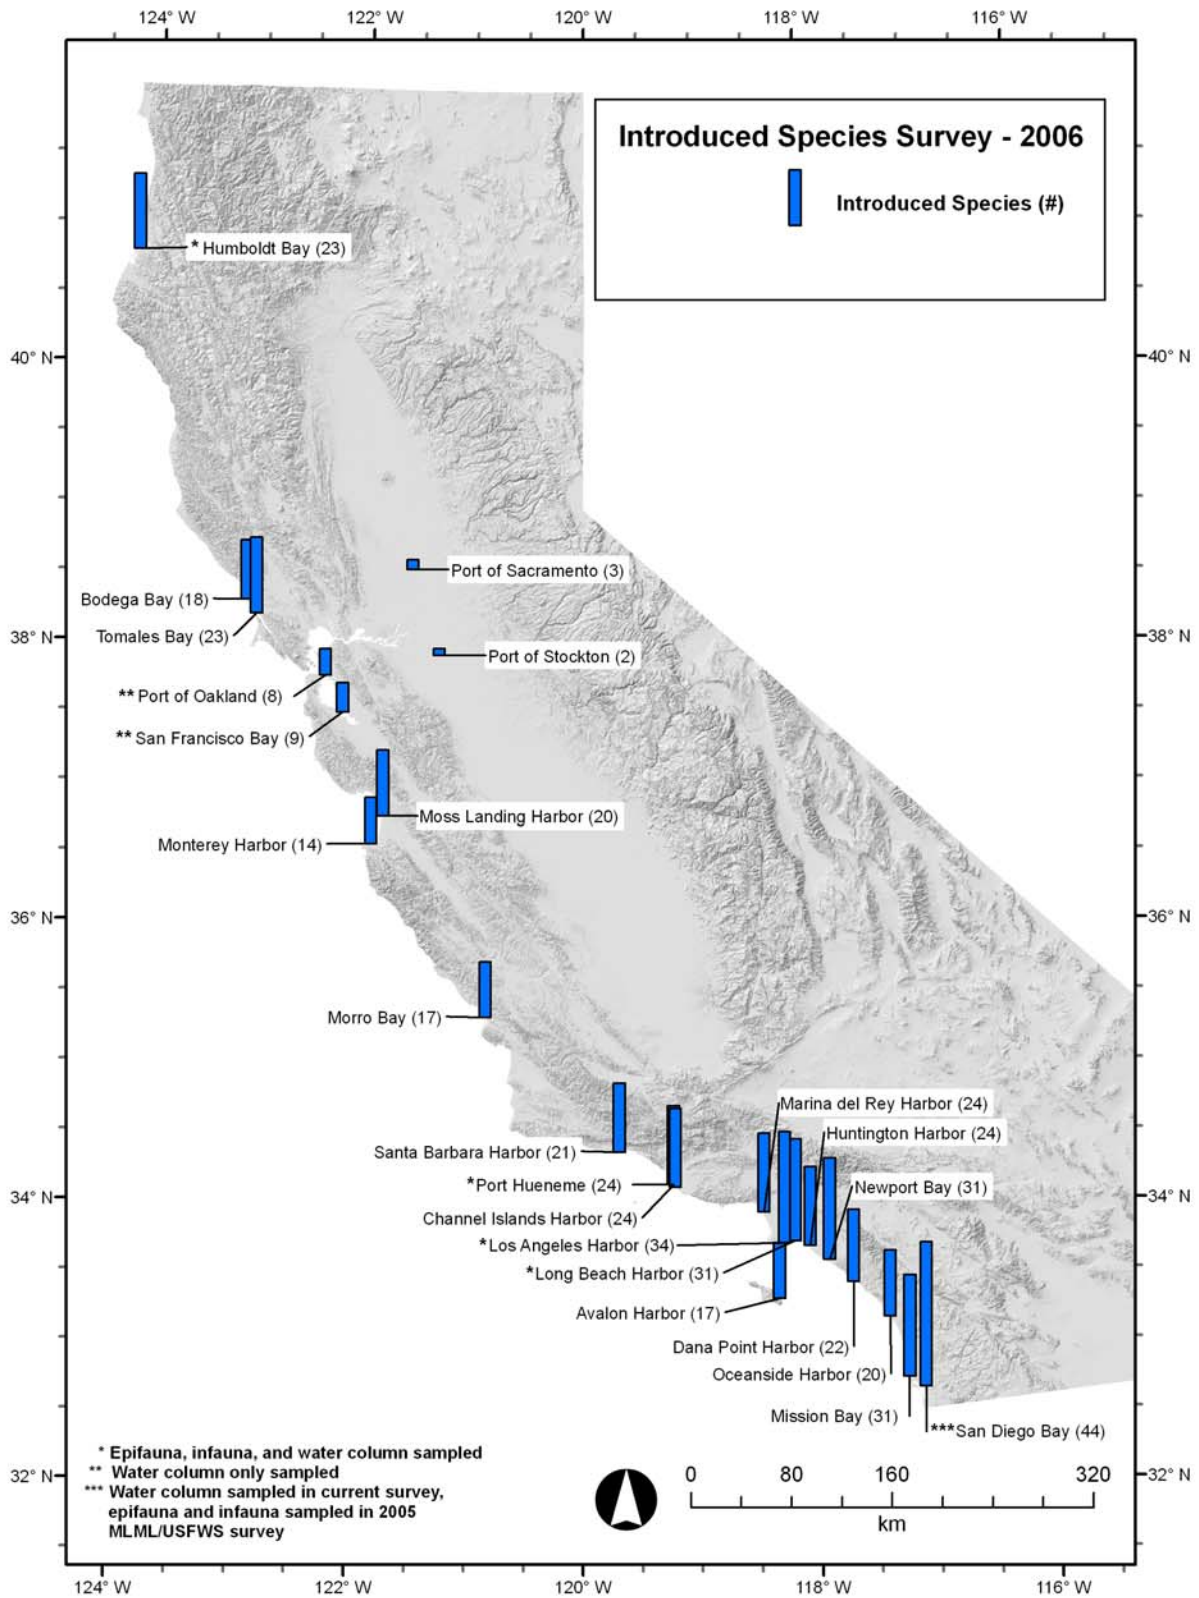 124° W 122° W 120° W 118° W 116° W
Introduced Species Survey - 2006
Introduced Species (#)
* Humboldt Bay (23)
40° N 40° N
Port of Sacramento (3)
Bodega Bay (18)
Tomales Bay (23)
38° N 38° N
Port of Stockton (2)
** Port of Oakland (8)
** San Francisco Bay (9)
Moss Landing Harbor (20)
Monterey Harbor (14)
36° N 36° N
Morro Bay (17)
Marina del Rey Harbor (24)
Huntington Harbor (24)
Santa Barbara Harbor (21)
*Port Hueneme (24)
Newport Bay (31)
34° N 34° N
Channel Islands Harbor (24)
*Los Angeles Harbor (34)
*Long Beach Harbor (31)
Avalon Harbor (17)
Dana Point Harbor (22)
Oceanside Harbor (20)
Mission Bay (31)
***San Diego Bay (44)
* Epifauna, infauna, and water column sampled
** Water column only sampled
*** Water column sampled in current survey,
epifauna and infauna sampled in 2005
MLML/USFWS survey
0 80 160 320
km
32° N 32° N
124° W 122° W 120° W 118° W 116° W